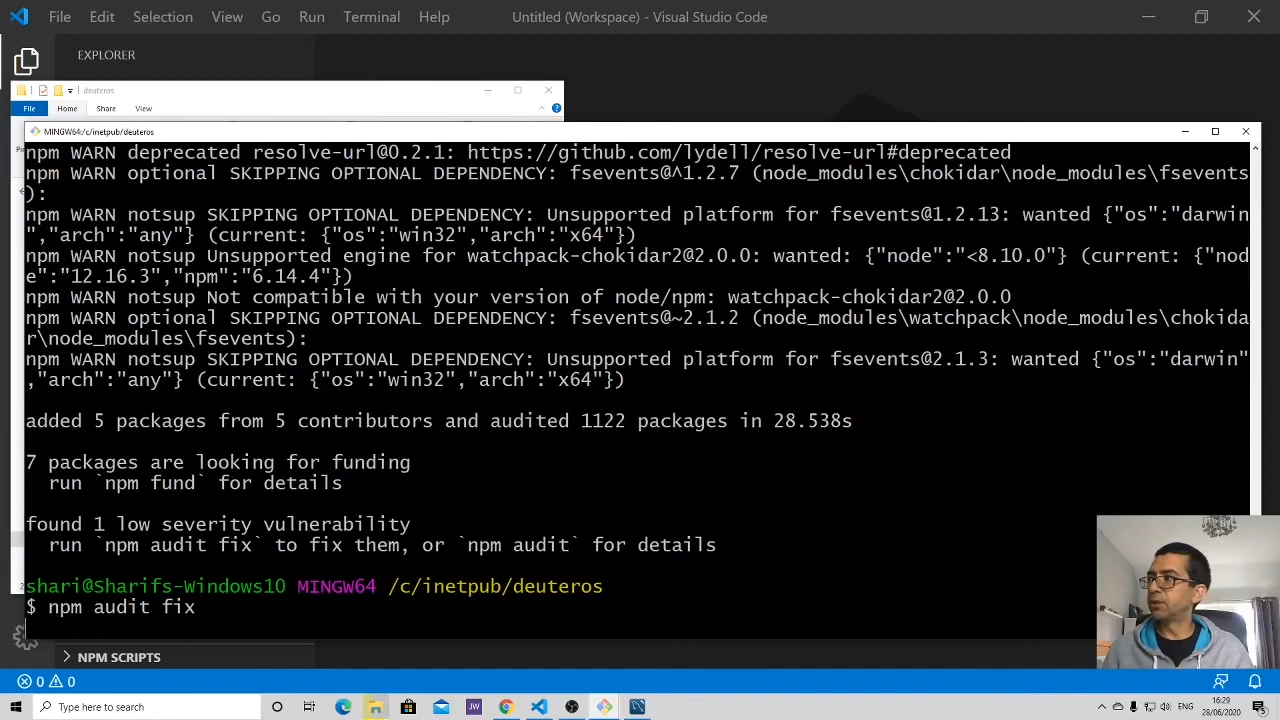 File Edit Selection View Go Run Terminal Help Untitled (Workspace) - Visual Studio Code
EXPLORER
deuteros
File Home Share View
MINGW64:/c/inetpub/deuteros
npm WARN deprecated resolve-url@0.2.1: https://github.com/lydell/resolve-url#deprecated
npm WARN optional SKIPPING OPTIONAL DEPENDENCY: fsevents@^1.2.7 (node_modules\chokidar\node_modules\fsevents
):
npm WARN notsup SKIPPING OPTIONAL DEPENDENCY: Unsupported platform for fsevents@1.2.13: wanted {"os":"darwin
","arch":"any"} (current: {"os":"win32","arch":"x64"})
npm WARN notsup Unsupported engine for watchpack-chokidar2@2.0.0: wanted: {"node":"<8.10.0"} (current: {"nod
e":"12.16.3","npm":"6.14.4"})
npm WARN notsup Not compatible with your version of node/npm: watchpack-chokidar2@2.0.0
npm WARN optional SKIPPING OPTIONAL DEPENDENCY: fsevents@~2.1.2 (node_modules\watchpack\node_modules\chokida
r\node_modules\fsevents):
npm WARN notsup SKIPPING OPTIONAL DEPENDENCY: Unsupported platform for fsevents@2.1.3: wanted {"os":"darwin"
,"arch":"any"} (current: {"os":"win32","arch":"x64"})
added 5 packages from 5 contributors and audited 1122 packages in 28.538s
7 packages are looking for funding
run `npm fund` for details
found 1 low severity vulnerability
run `npm audit fix` to fix them, or `npm audit` for details
shari@Sharifs-Windows10 MINGW64 /c/inetpub/deuteros
$ npm audit fix
NPM SCRIPTS
0 0
Type here to search
JW
ENG
16:29
28/06/2020